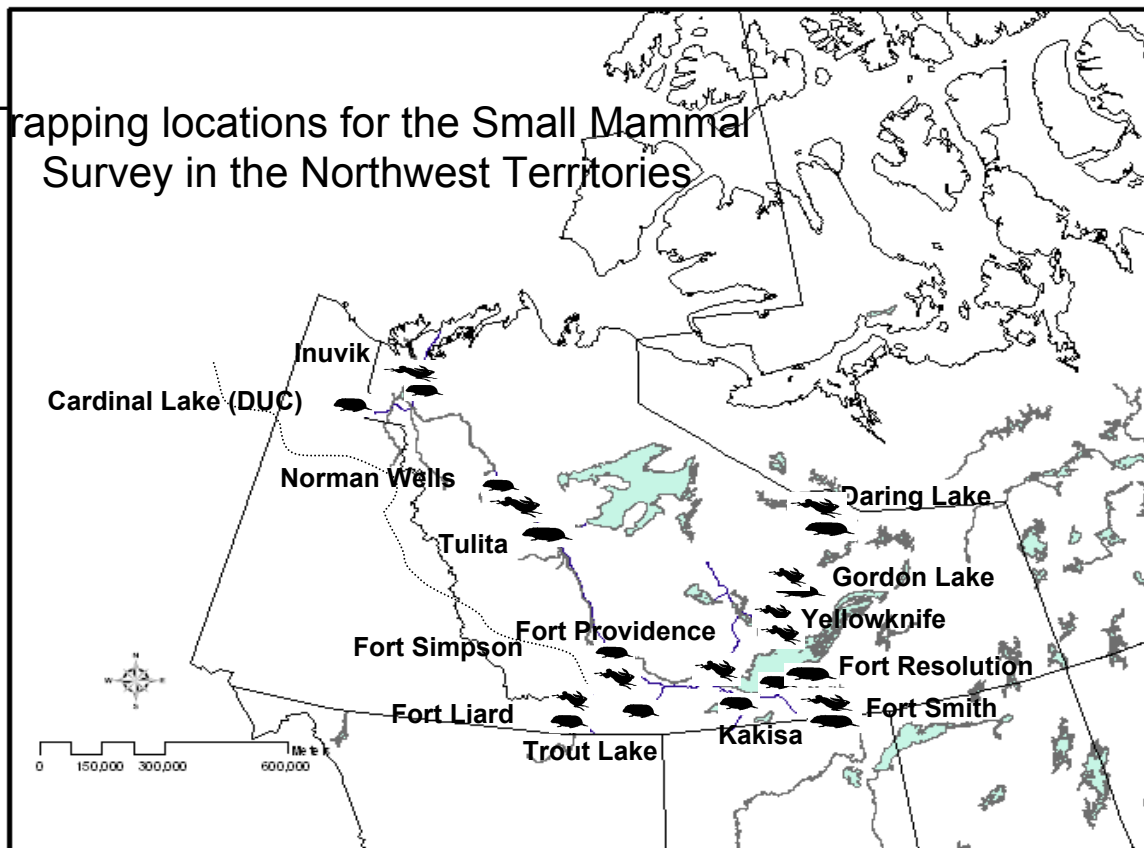 Trapping locations for the Small Mammal
Survey in the Northwest Territories
Inuvik
Cardinal Lake (DUC)
Norman Wells
Daring Lake
Tulita
Gordon Lake
Yellowknife
Fort Providence
Fort Simpson
Fort Resolution
Fort Smith
Fort Liard
Kakisa
Trout Lake
N
W E
S
Meters
0 150,000 300,000 600,000